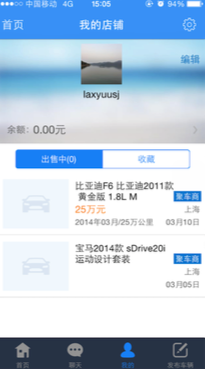 中国移动 4G 15:05 94%
首页 我的店铺
编辑
laxyuusj
余额: 0.00元
出售中(0) 收藏
比亚迪F6 比亚迪2011款
黄金版 1.8L M 聚车商
25万元 上海
2014年03月/25万公里 03月10日
宝马2014款 sDrive20i
运动设计套装 聚车商
上海
03月05日
首页 聊天 我的 发布车辆